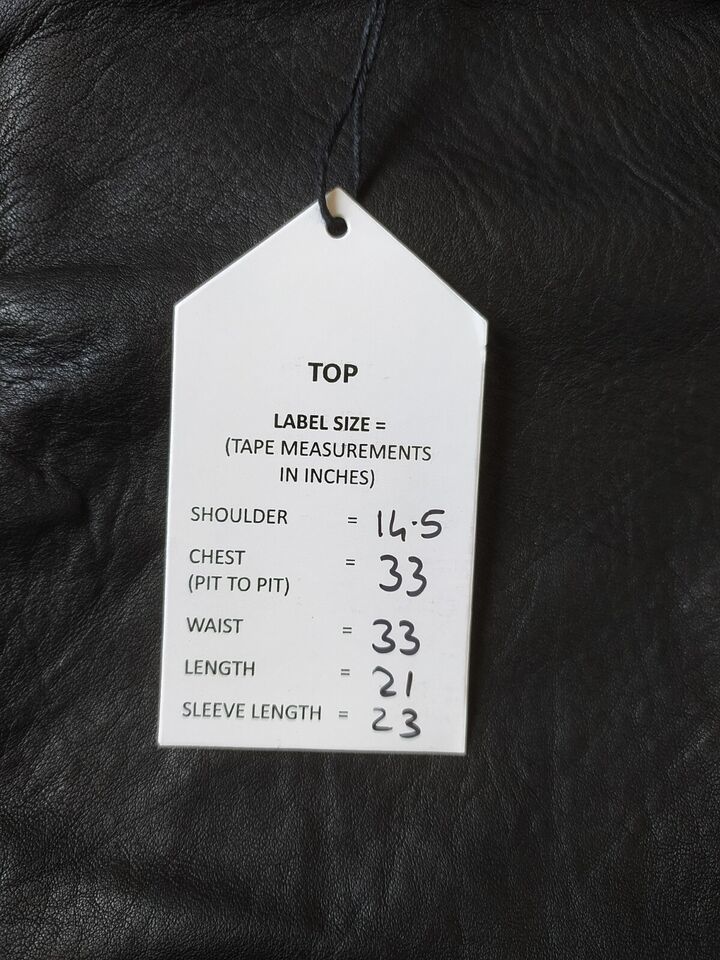 TOP
LABEL SIZE =
(TAPE MEASUREMENTS
IN INCHES)
SHOULDER = 14.5
CHEST = 33
(PIT TO PIT)
WAIST = 33
LENGTH = 21
SLEEVE LENGTH = 23